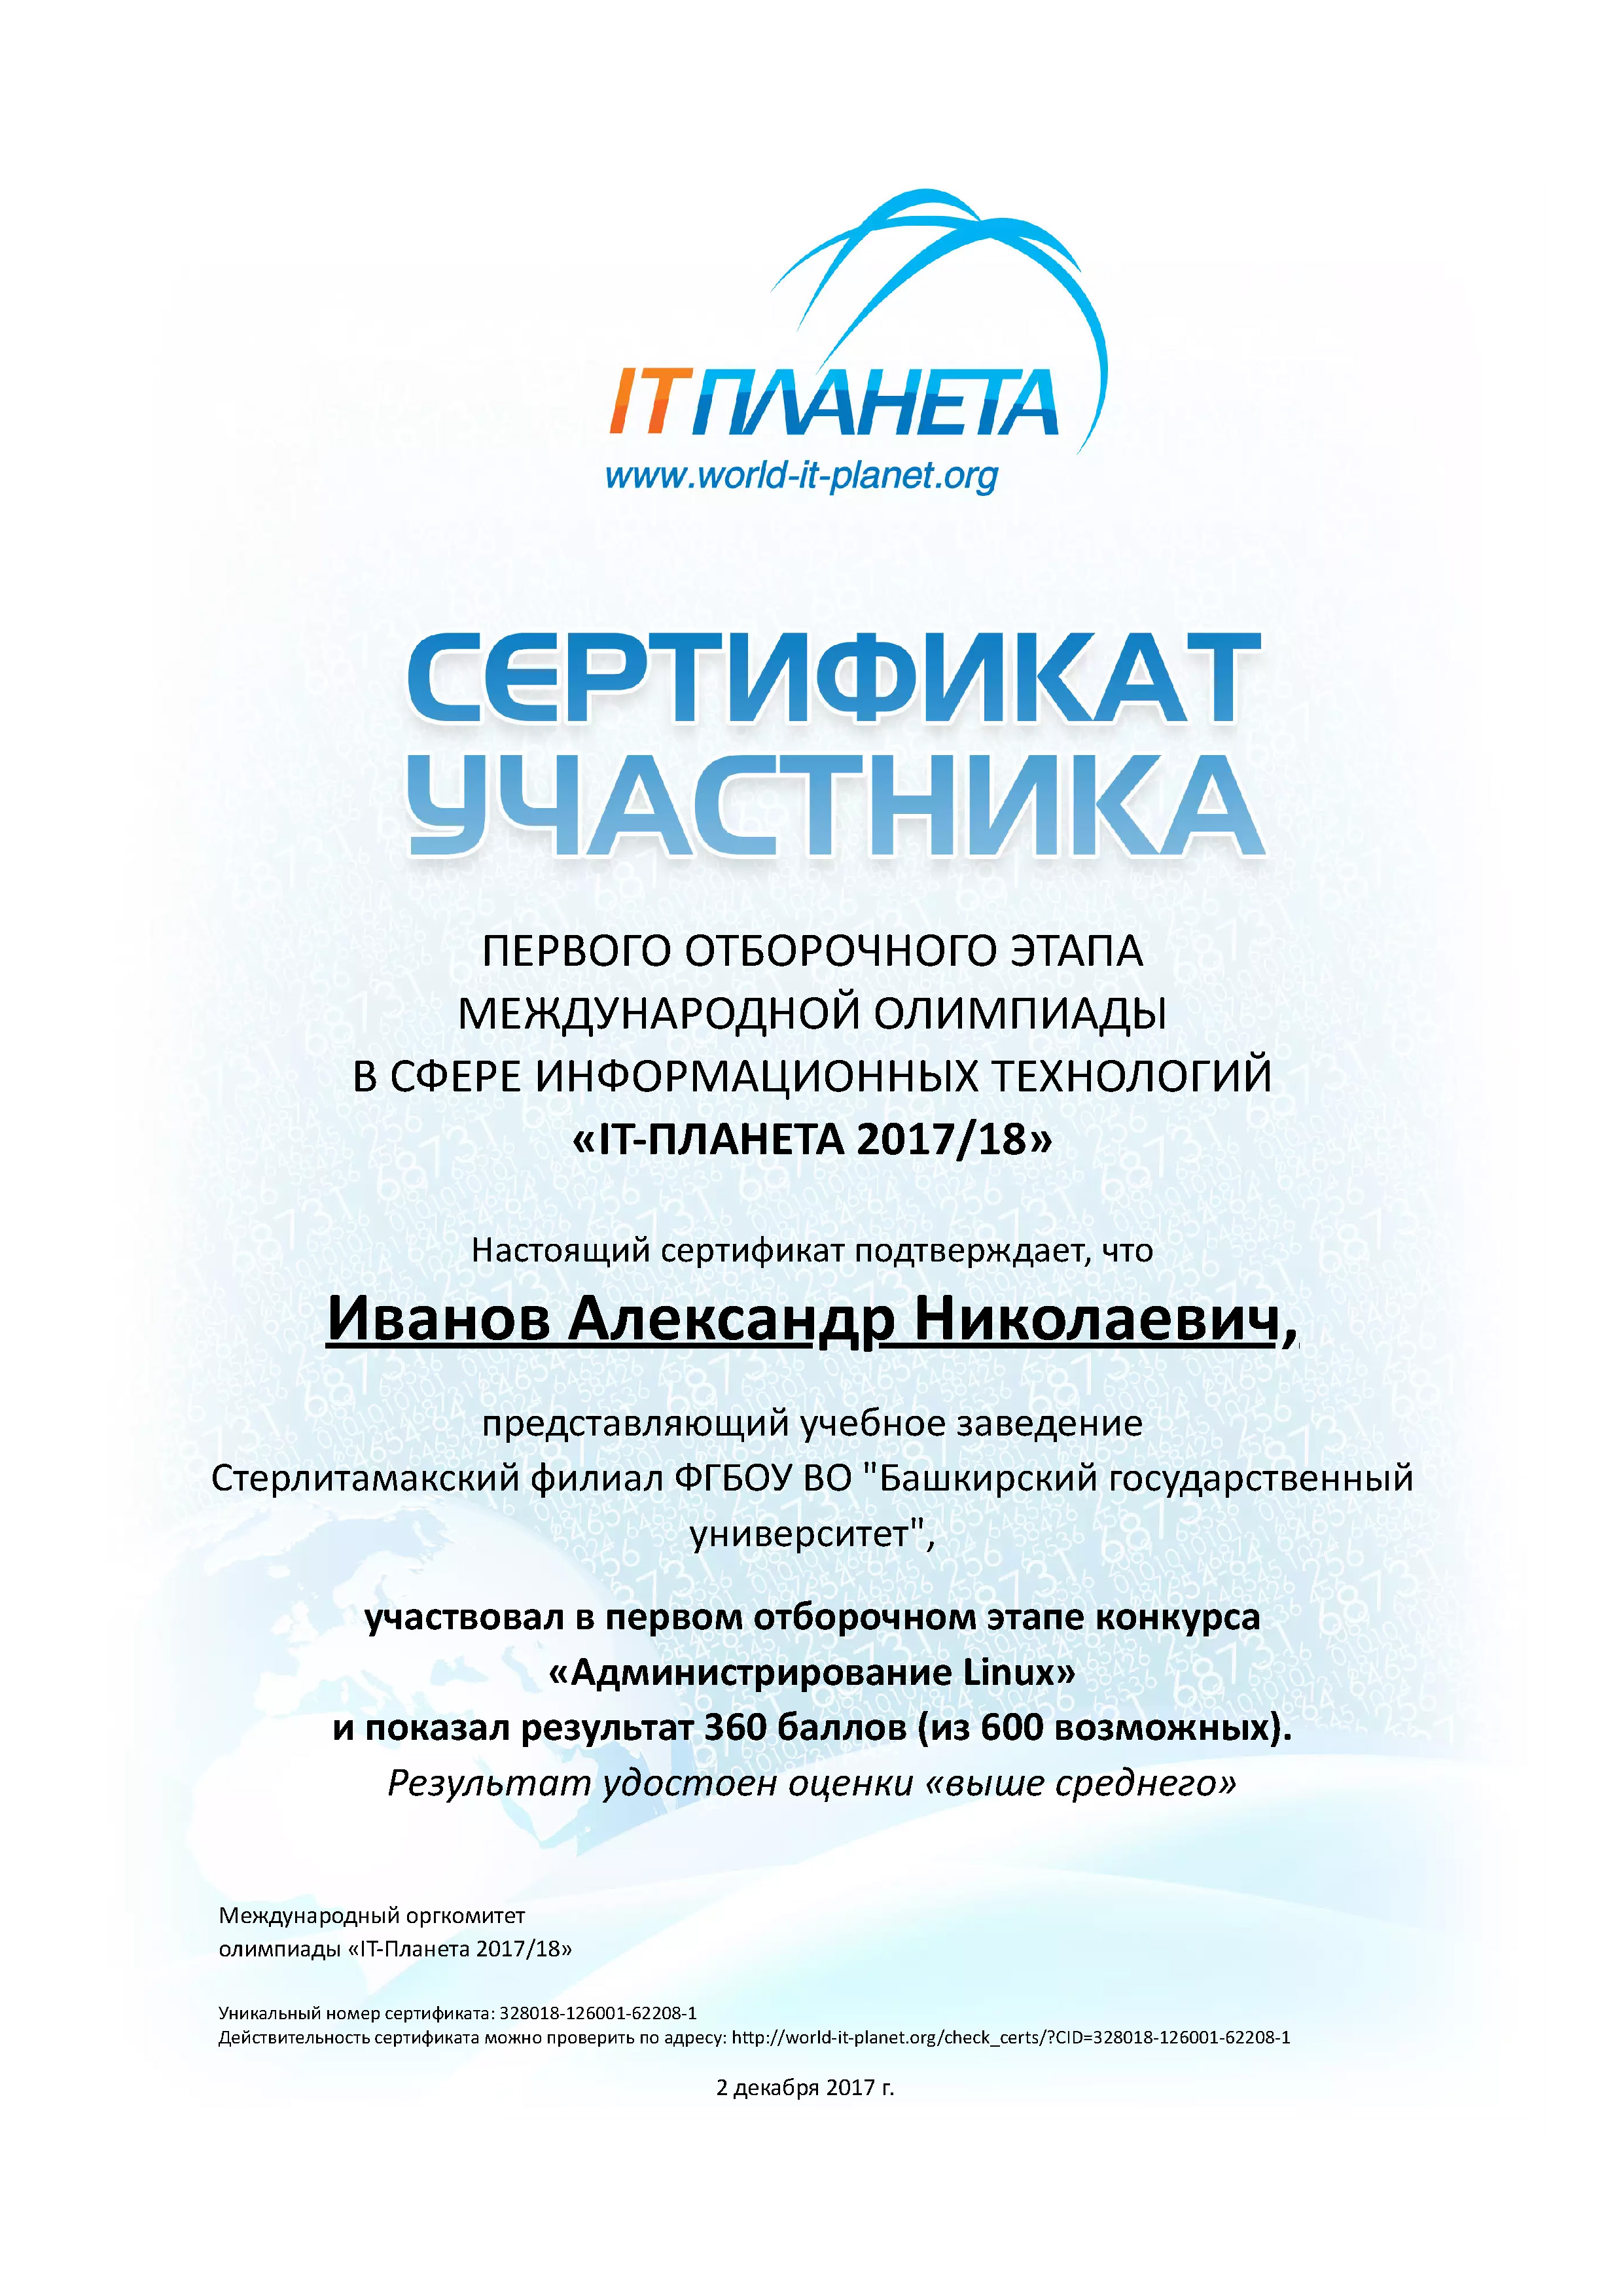 IT ПЛАНЕТА
www.world-it-planet.org
СЕРТИФИКАТ
УЧАСТНИКА
ПЕРВОГО ОТБОРОЧНОГО ЭТАПА
МЕЖДУНАРОДНОЙ ОЛИМПИАДЫ
В СФЕРЕ ИНФОРМАЦИОННЫХ ТЕХНОЛОГИЙ
«IT-ПЛАНЕТА 2017/18»
Настоящий сертификат подтверждает, что
Иванов Александр Николаевич,
представляющий учебное заведение
Стерлитамакский филиал ФГБОУ ВО "Башкирский государственный
университет",
участвовал в первом отборочном этапе конкурса
«Администрирование Linux»
и показал результат 360 баллов (из 600 возможных).
Результат удостоен оценки «выше среднего»
Международный оргкомитет
олимпиады «IT-Планета 2017/18»
Уникальный номер сертификата: 328018-126001-62208-1
Действительность сертификата можно проверить по адресу: http://world-it-planet.org/check_certs/?CID=328018-126001-62208-1
2 декабря 2017 г.